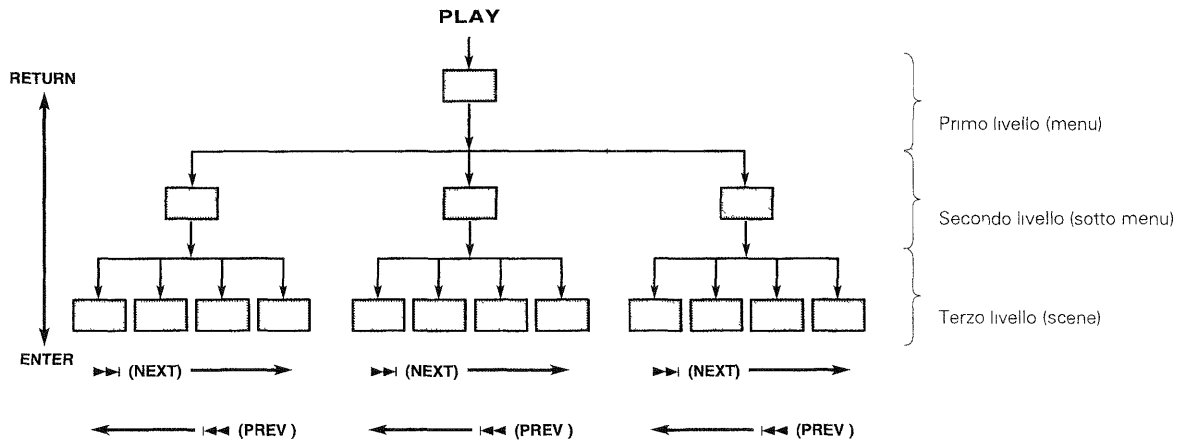 PLAY
RETURN
Primo livello (menu)
Secondo livello (sotto menu)
Terzo livello (scene)
ENTER
▶▶| (NEXT)
▶▶| (NEXT)
▶▶| (NEXT)
|◀◀ (PREV )
|◀◀ (PREV )
|◀◀ (PREV )